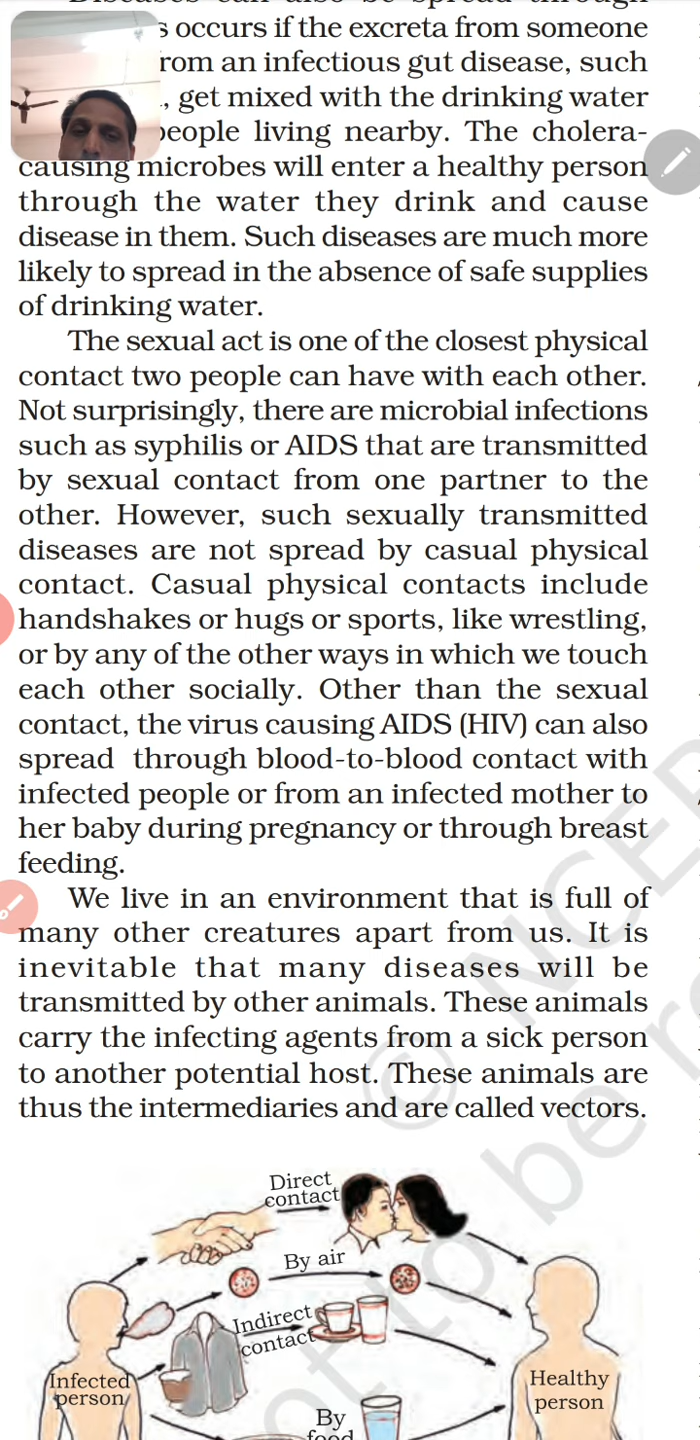 s occurs if the excreta from someone
rom an infectious gut disease, such
, get mixed with the drinking water
people living nearby. The cholera-
causing microbes will enter a healthy person
through the water they drink and cause
disease in them. Such diseases are much more
likely to spread in the absence of safe supplies
of drinking water.
The sexual act is one of the closest physical
contact two people can have with each other.
Not surprisingly, there are microbial infections
such as syphilis or AIDS that are transmitted
by sexual contact from one partner to the
other. However, such sexually transmitted
diseases are not spread by casual physical
contact. Casual physical contacts include
handshakes or hugs or sports, like wrestling,
or by any of the other ways in which we touch
each other socially. Other than the sexual
contact, the virus causing AIDS (HIV) can also
spread through blood-to-blood contact with
infected people or from an infected mother to
her baby during pregnancy or through breast
feeding.
We live in an environment that is full of
many other creatures apart from us. It is
inevitable that many diseases will be
transmitted by other animals. These animals
carry the infecting agents from a sick person
to another potential host. These animals are
thus the intermediaries and are called vectors.
Direct
contact
By air
Indirect
contact
Infected
person
Healthy
person
By
food
© NCER
not to be re